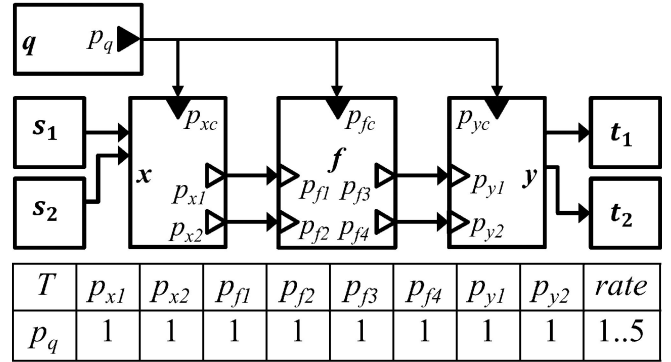 q p_q
s_1 p_xc p_fc p_yc t_1
x f y
p_x1 p_f1 p_f3 p_y1
s_2 p_x2 p_f2 p_f4 p_y2 t_2
T p_x1 p_x2 p_f1 p_f2 p_f3 p_f4 p_y1 p_y2 rate
p_q 1 1 1 1 1 1 1 1 1..5